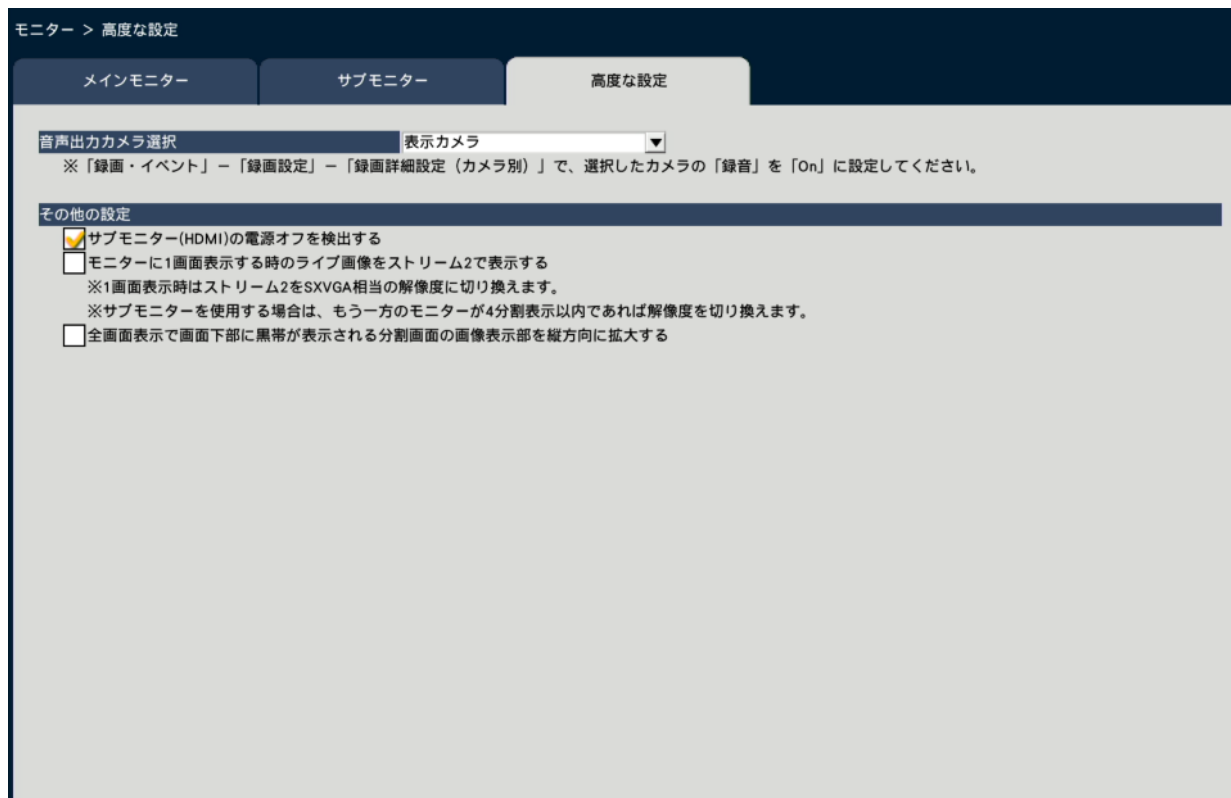 モニター > 高度な設定
メインモニター サブモニター 高度な設定
音声出力カメラ選択 表示カメラ
※「録画・イベント」－「録画設定」－「録画詳細設定（カメラ別）」で、選択したカメラの「録音」を「On」に設定してください。
その他の設定
サブモニター(HDMI)の電源オフを検出する
モニターに1画面表示する時のライブ画像をストリーム2で表示する
※1画面表示時はストリーム2をSXVGA相当の解像度に切り換えます。
※サブモニターを使用する場合は、もう一方のモニターが4分割表示以内であれば解像度を切り換えます。
全画面表示で画面下部に黒帯が表示される分割画面の画像表示部を縦方向に拡大する